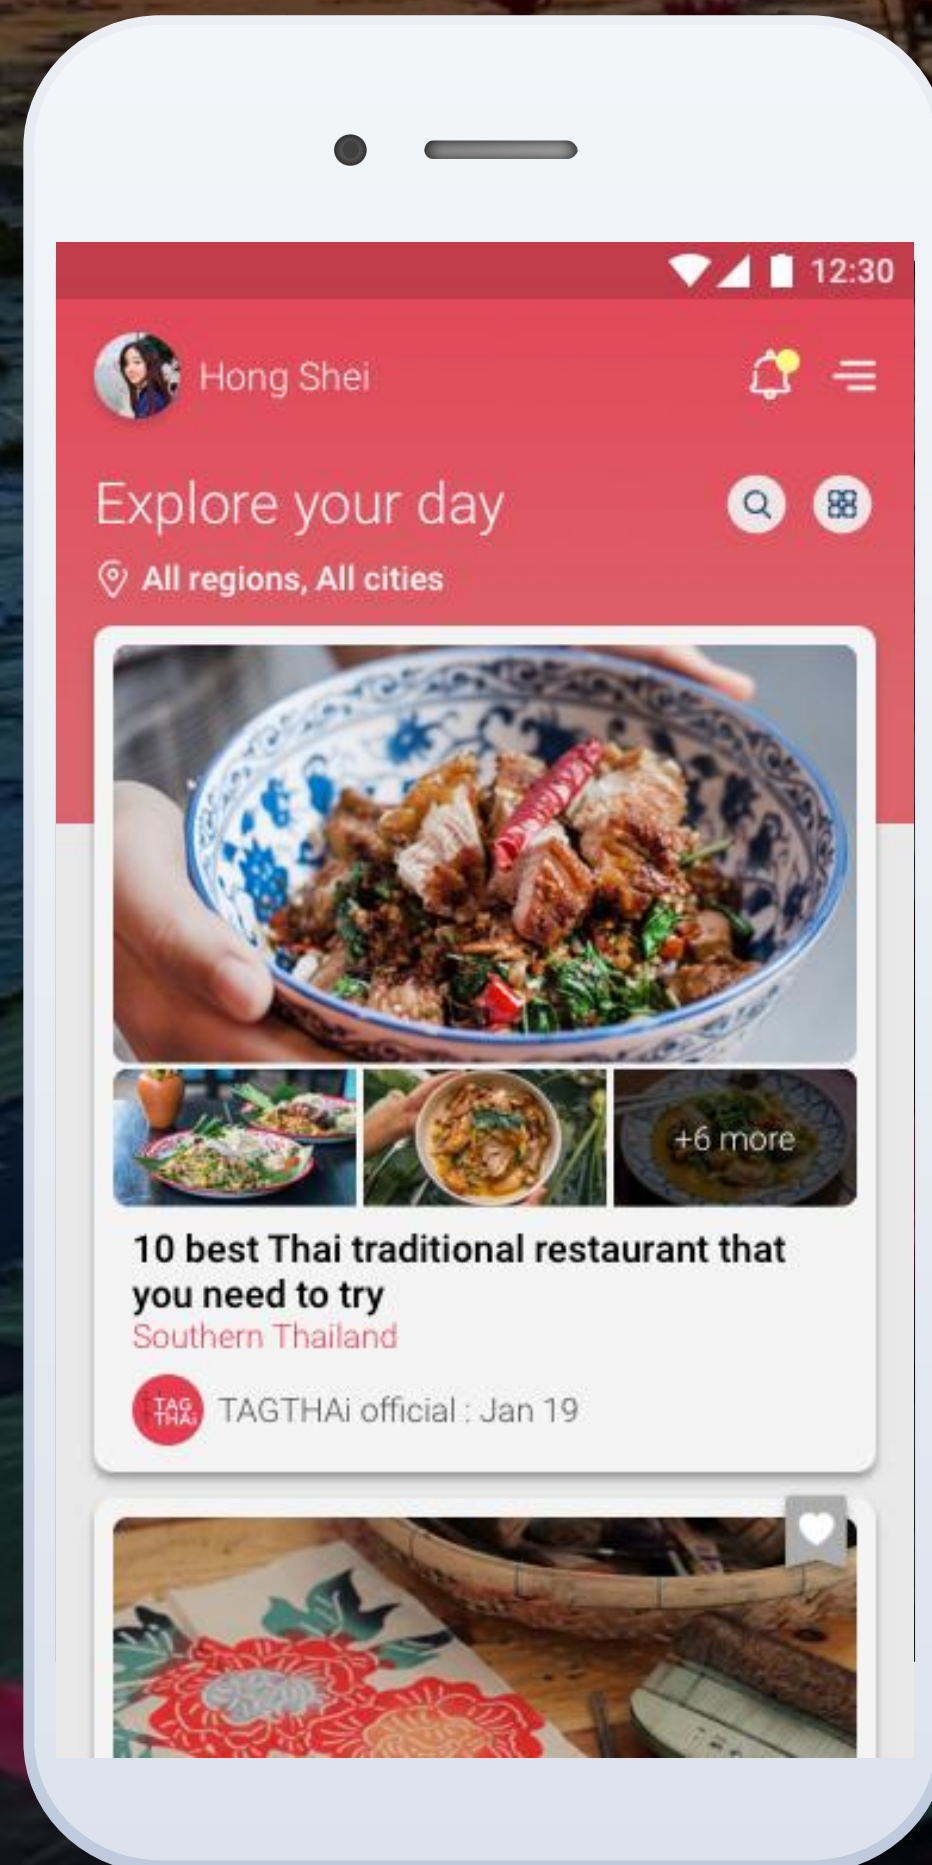 12:30
Hong Shei
Explore your day
All regions, All cities
+6 more
10 best Thai traditional restaurant that
you need to try
Southern Thailand
TAG
THAi
TAGTHAi official : Jan 19